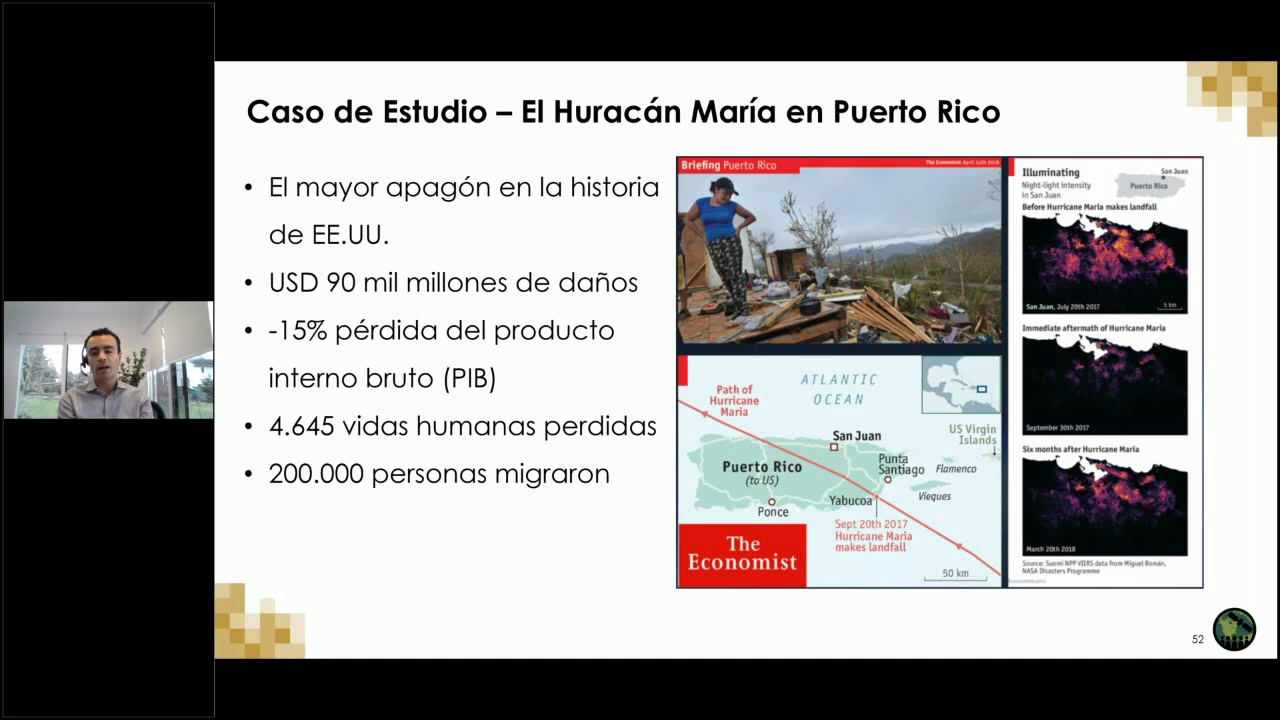 Caso de Estudio – El Huracán María en Puerto Rico
• El mayor apagón en la historia
de EE.UU.
• USD 90 mil millones de daños
• -15% pérdida del producto
interno bruto (PIB)
• 4.645 vidas humanas perdidas
• 200.000 personas migraron
Briefing Puerto Rico
The Economist April 14th 2018
ATLANTIC
OCEAN
Path of
Hurricane
Maria
San Juan
US Virgin
Islands
Puerto Rico
(to US)
Punta
Santiago
Flamenco
Vieques
Yabucoa
Ponce
Sept 20th 2017
Hurricane Maria
makes landfall
50 km
The
Economist
Illuminating
Night-light intensity
in San Juan
San Juan
Puerto Rico
Before Hurricane Maria makes landfall
San Juan, July 20th 2017
5 km
Immediate aftermath of Hurricane Maria
September 30th 2017
Six months after Hurricane Maria
March 20th 2018
Source: Suomi NPP VIIRS data from Miguel Román,
NASA Disasters Programme
Economist.com
52